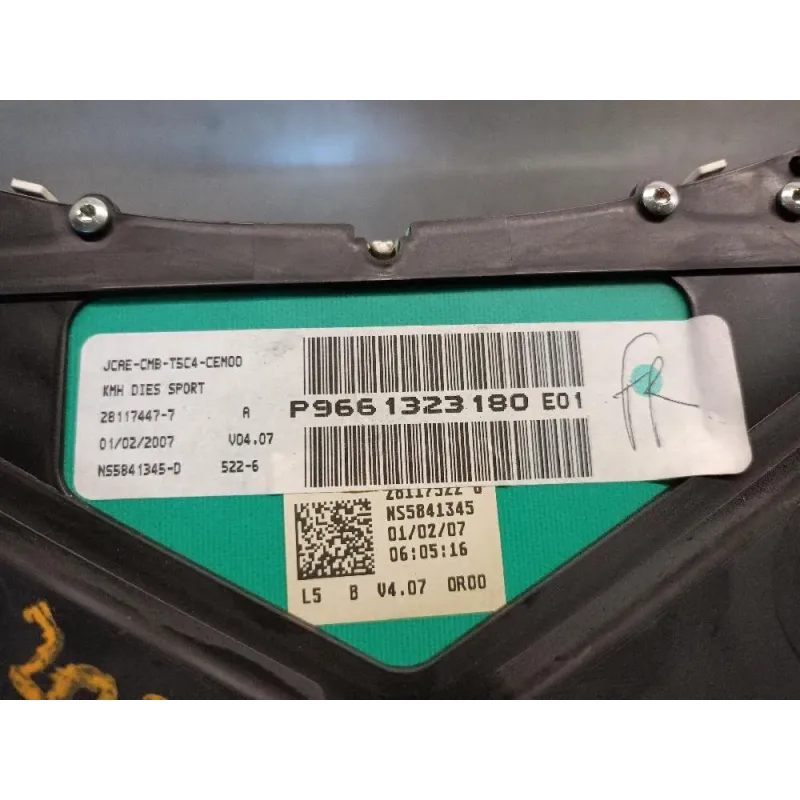 JCAE-CMB-T5C4-CEM00
KMH DIES SPORT
28117447-7 A
01/02/2007 V04.07
NS5841345-D 522-6
P9661323180 E01
NS5841345
01/02/07
06:05:16
L5 B V4.07 0R00